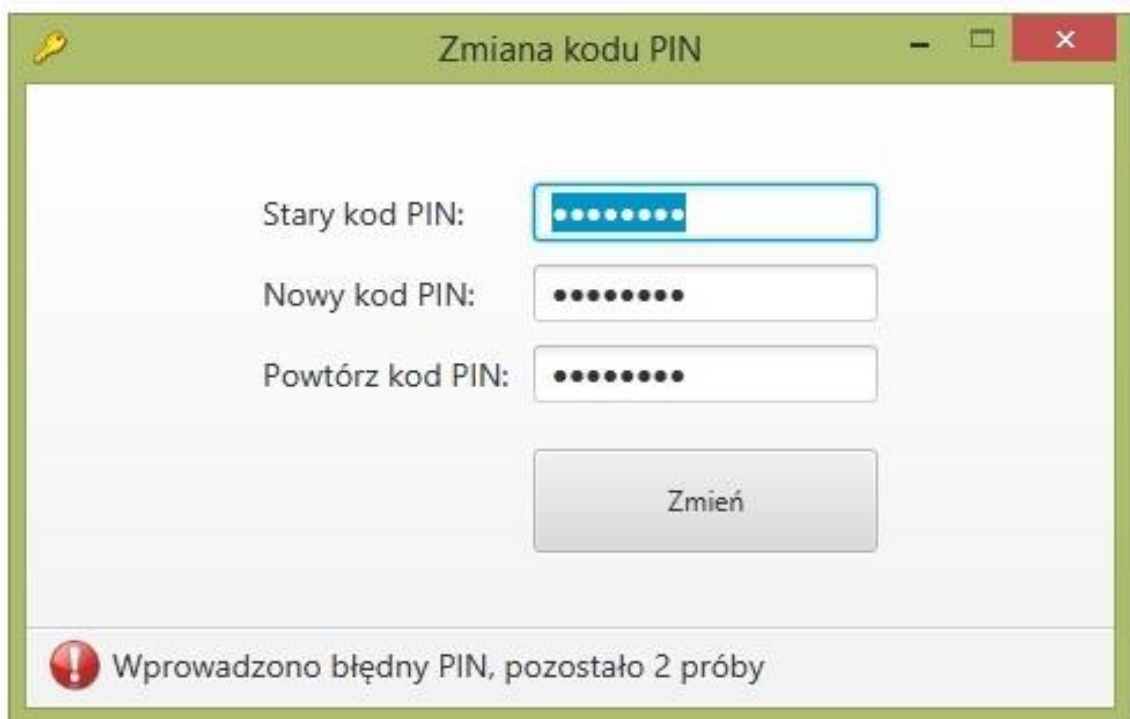 Zmiana kodu PIN
Stary kod PIN: ••••••••
Nowy kod PIN: ••••••••
Powtórz kod PIN: ••••••••
Zmień
Wprowadzono błędny PIN, pozostało 2 próby